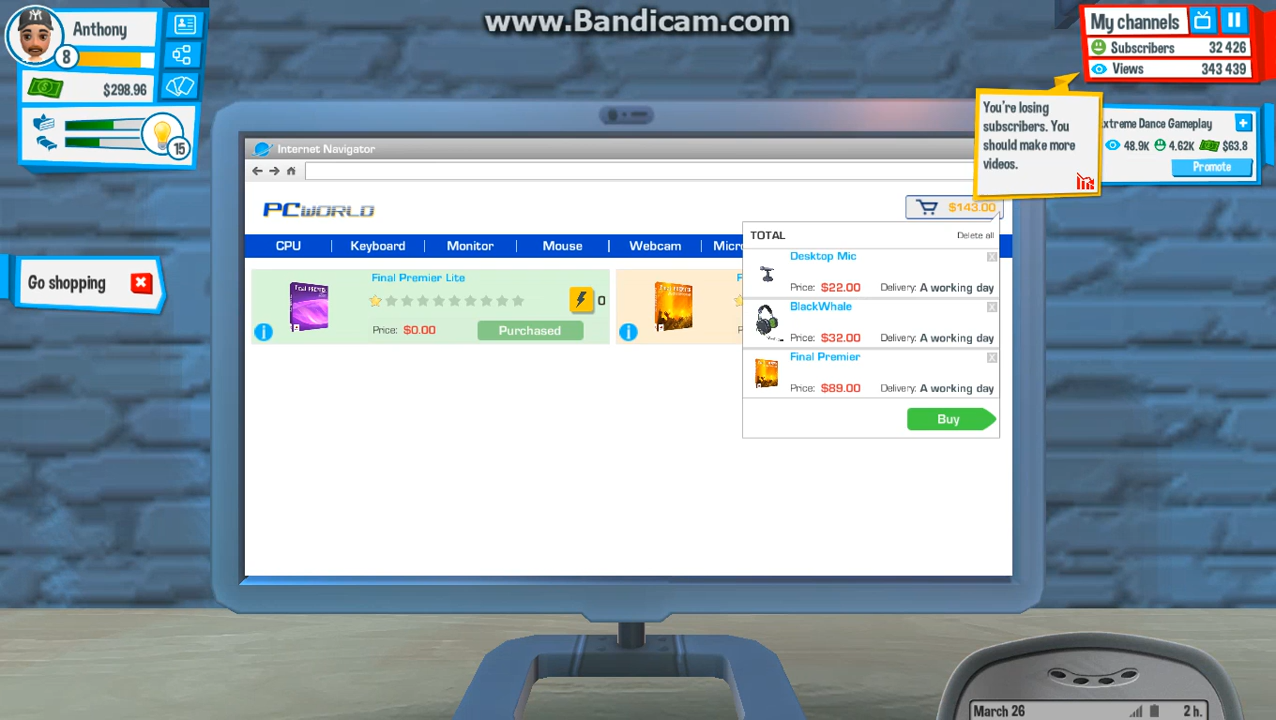 www.Bandicam.com
Anthony
8
$298.96
15
My channels
Subscribers 32 426
Views 343 439
You're losing
subscribers. You
should make more
videos.
xtreme Dance Gameplay
48.9K 4.62K $63.8
Promote
Go shopping
Internet Navigator
PCWORLD
$143.00
CPU Keyboard Monitor Mouse Webcam Micro
Final Premier Lite
0
Price: $0.00 Purchased
F
P
TOTAL Delete all
Desktop Mic
Price: $22.00 Delivery: A working day
BlackWhale
Price: $32.00 Delivery: A working day
Final Premier
Price: $89.00 Delivery: A working day
Buy
March 26 2 h.